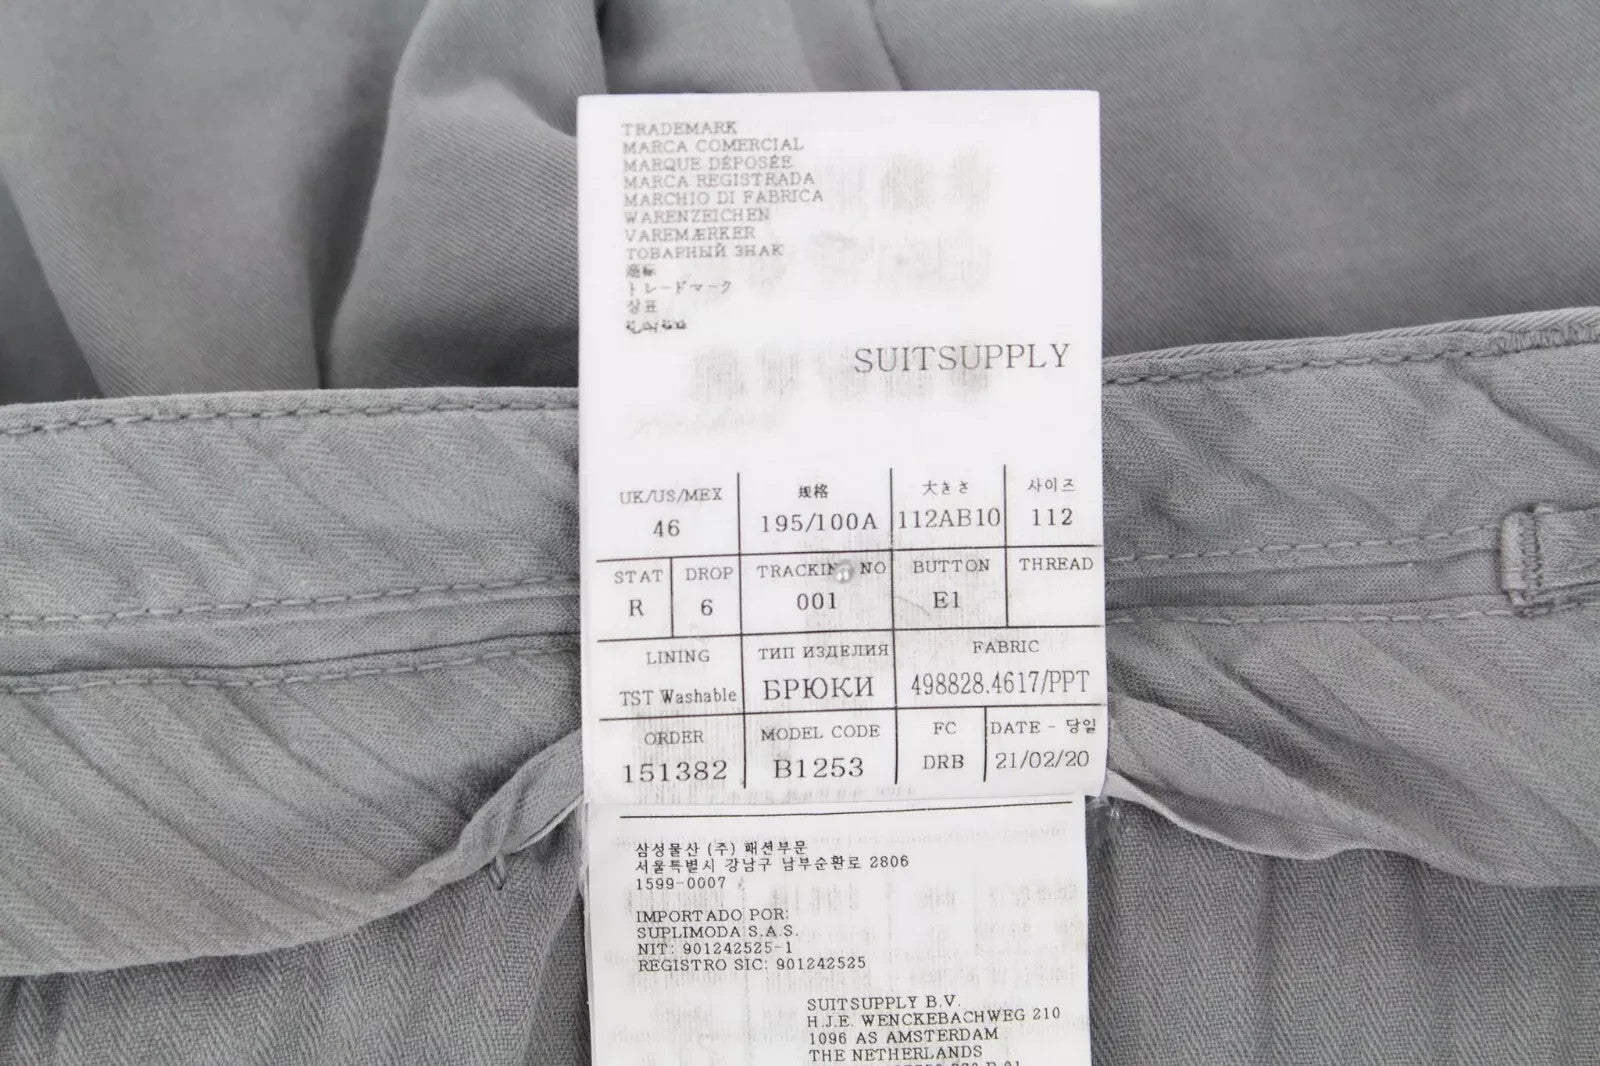 TRADEMARK
MARCA COMERCIAL
MARQUE DÉPOSÉE
MARCA REGISTRADA
MARCHIO DI FABRICA
WARENZEICHEN
VAREMÆRKER
ТОВАРНЫЙ ЗНАК
商标
トレードマーク
상표
SUITSUPPLY
UK/US/MEX 规格 大きさ 사이즈
46 195/100A 112AB10 112
STAT DROP TRACKING NO BUTTON THREAD
R 6 001 E1
LINING ТИП ИЗДЕЛИЯ FABRIC
TST Washable БРЮКИ 498828.4617/PPT
ORDER MODEL CODE FC DATE - 당일
151382 B1253 DRB 21/02/20
삼성물산 (주) 패션부문
서울특별시 강남구 남부순환로 2806
1599-0007
IMPORTADO POR:
SUPLIMODA S.A.S.
NIT: 901242525-1
REGISTRO SIC: 901242525
SUITSUPPLY B.V.
H.J.E. WENCKEBACHWEG 210
1096 AS AMSTERDAM
THE NETHERLANDS